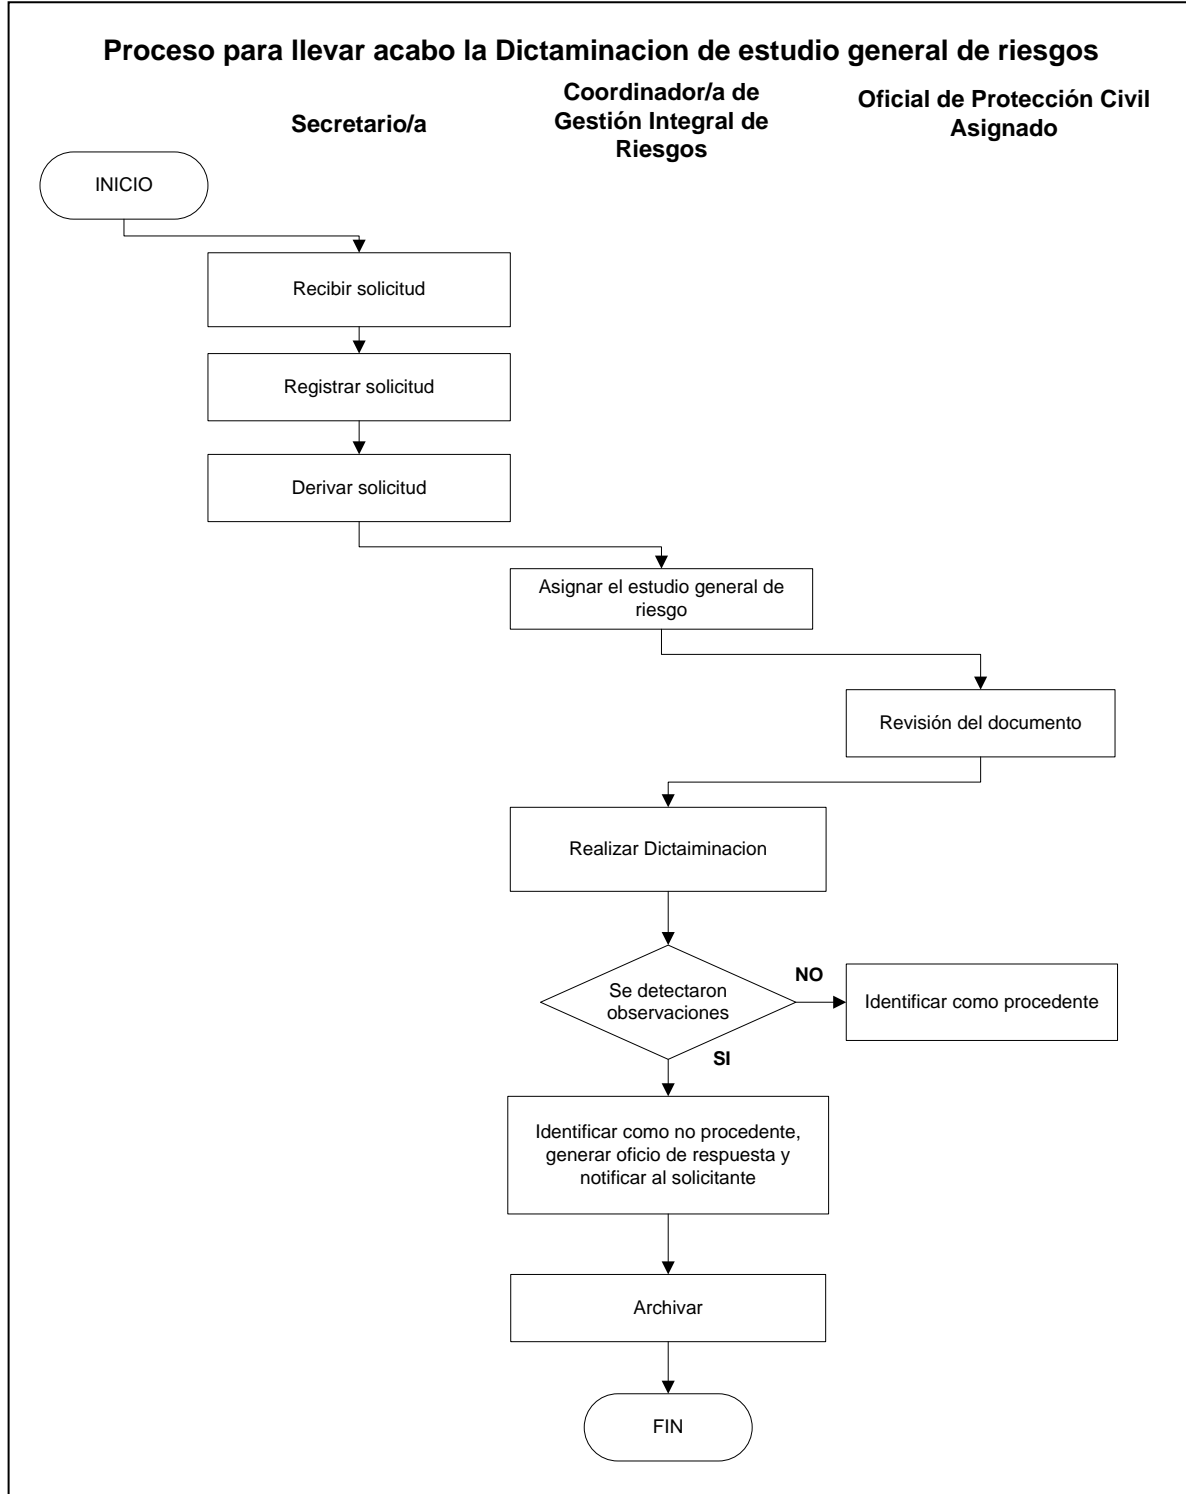 Proceso para llevar acabo la Dictaminacion de estudio general de riesgos
Secretario/a
Coordinador/a de
Gestión Integral de
Riesgos
Oficial de Protección Civil
Asignado
INICIO
Recibir solicitud
Registrar solicitud
Derivar solicitud
Asignar el estudio general de
riesgo
Revisión del documento
Realizar Dictaiminacion
Se detectaron
observaciones
NO
Identificar como procedente
SI
Identificar como no procedente,
generar oficio de respuesta y
notificar al solicitante
Archivar
FIN